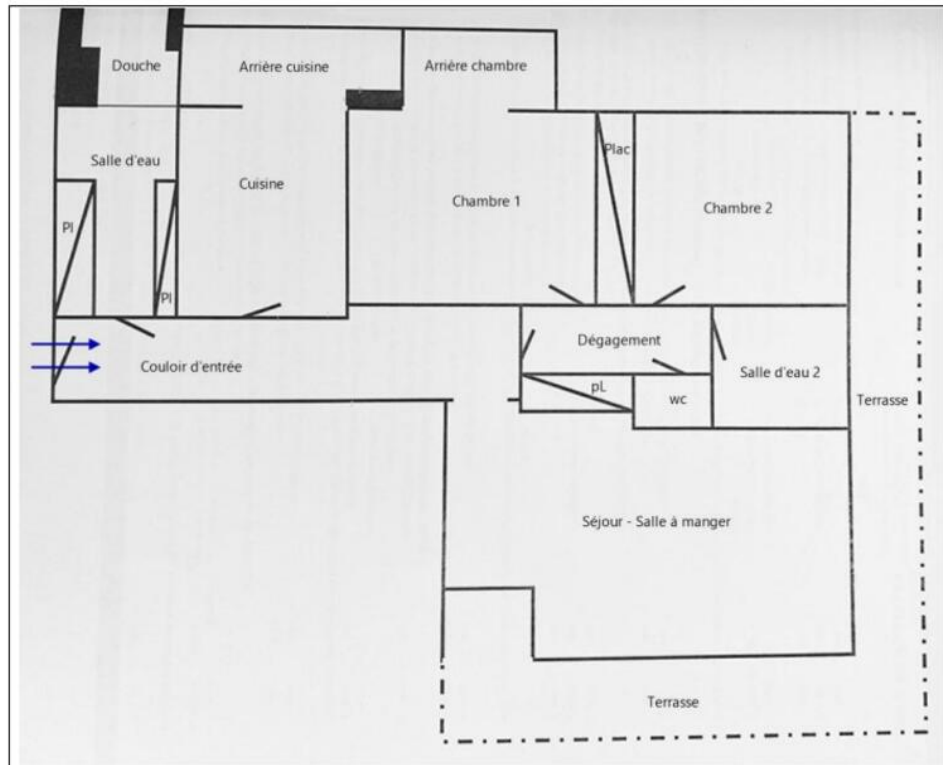 Douche
Arrière cuisine
Arrière chambre
Salle d'eau
Cuisine
Plac
Chambre 1
Chambre 2
Pl
Pl
Couloir d'entrée
Dégagement
Salle d'eau 2
pL
wc
Terrasse
Séjour - Salle à manger
Terrasse